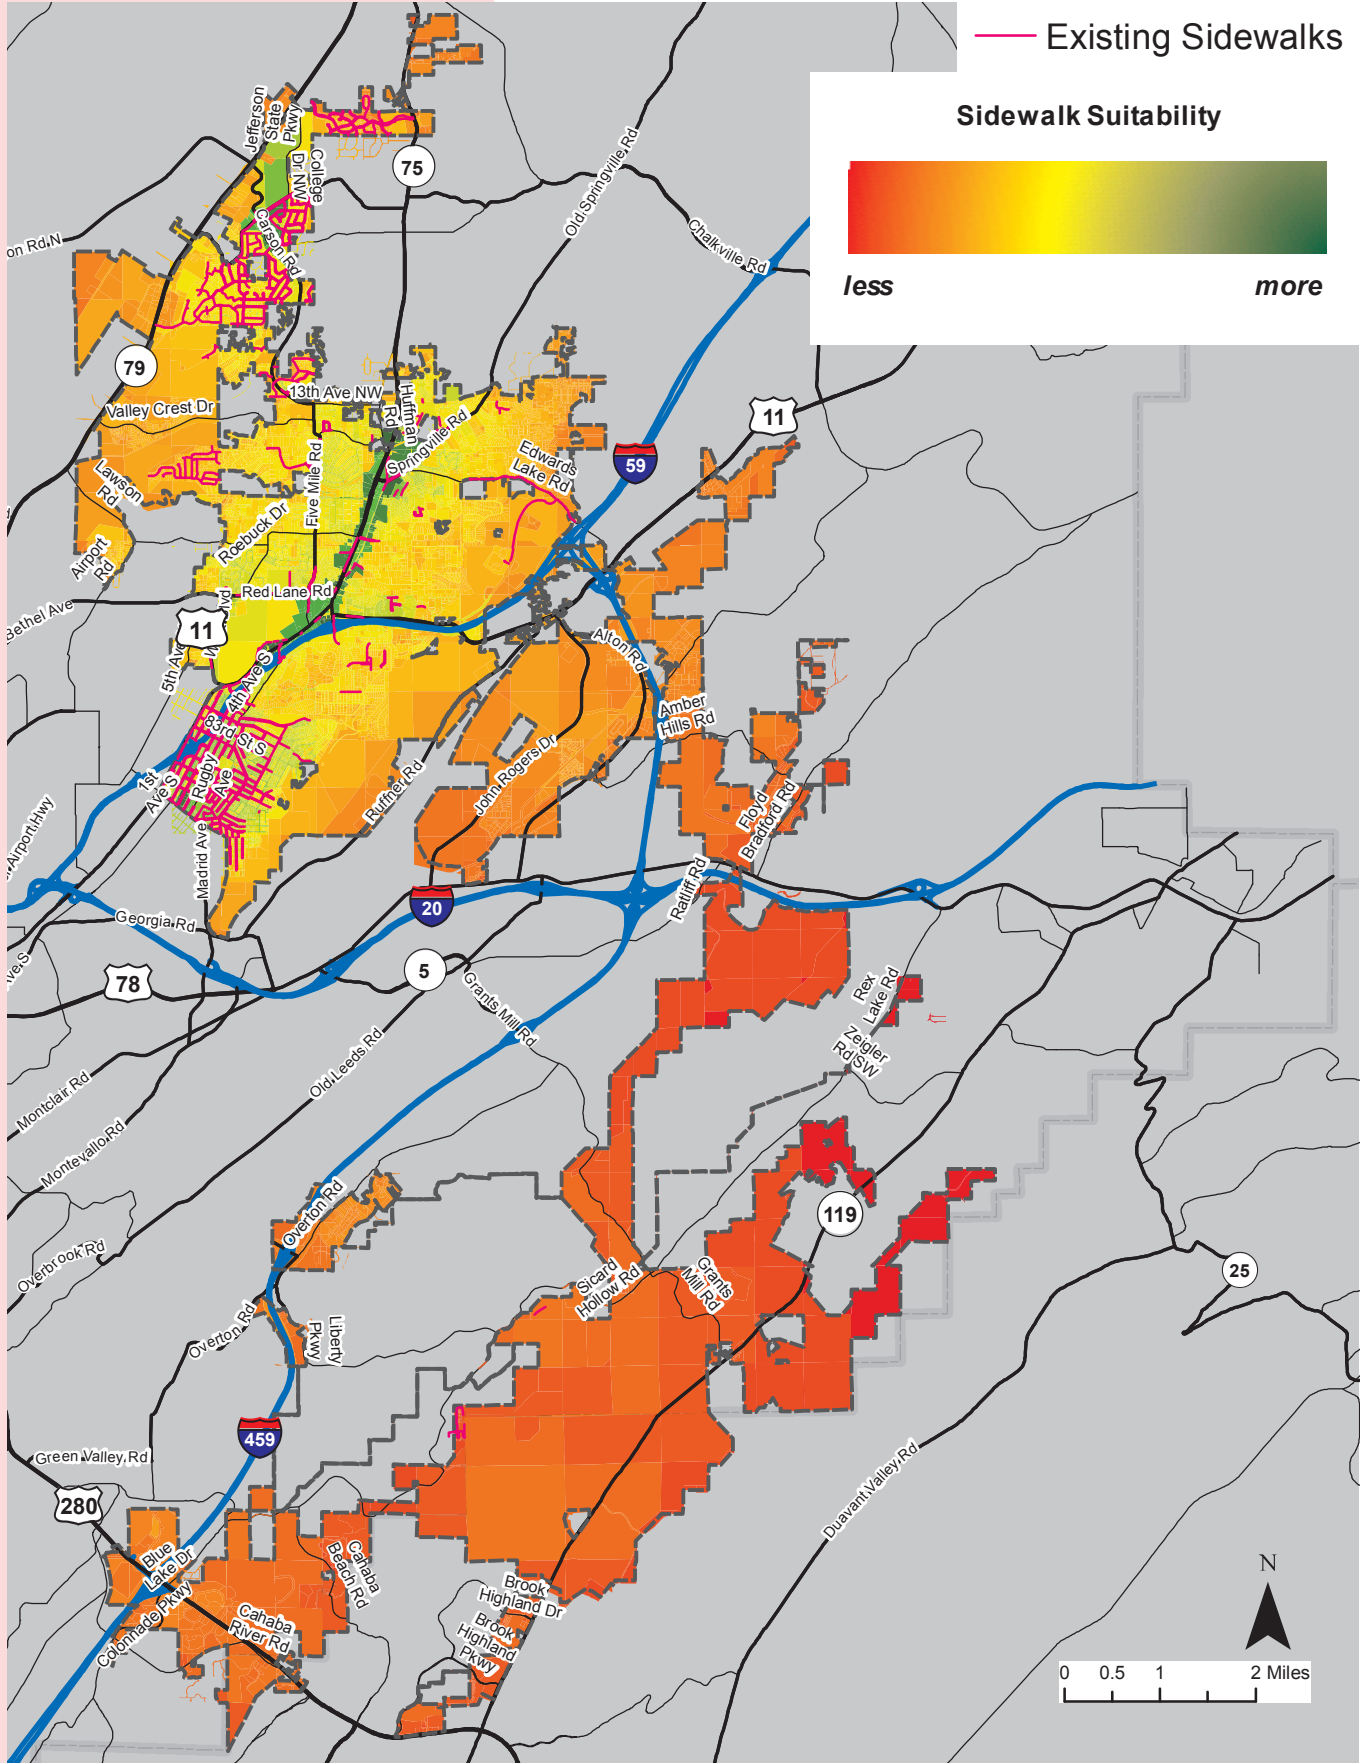 Existing Sidewalks
Sidewalk Suitability
less
more
Jefferson
State
Pkwy
College
Dr NW
75
Old Springville Rd
Chalkville Rd
on Rd N
Carson Rd
79
13th Ave NW
Valley Crest Dr
Huffman
Rd
Springville Rd
11
Edwards
Lake Rd
59
Lawson
Rd
Five Mile Rd
Roebuck Dr
Airport
Rd
Red Lane Rd
Bethel Ave
lvd
11
5th Ave
4th Ave S
Alton Rd
Amber
Hills Rd
83rd St S
Rugby
Ave
1st
Ave S
Ruffner Rd
John Rogers Dr
Floyd
Bradford Rd
Airport Hwy
Madrid Ave
Ratliff Rd
20
Georgia Rd
Ave S
78
5
Grants Mill Rd
Rex
Lake Rd
Zeigler
Rd SW
Old Leeds Rd
Montclair Rd
Montevallo Rd
119
Overton Rd
Overbrook Rd
Sicard
Hollow Rd
Grants
Mill Rd
25
Overton Rd
Liberty
Pkwy
459
Green Valley Rd
280
Duavant Valley Rd
Blue
Lake Dr
Cahaba
Beach Rd
Colonnade Pkwy
Cahaba
River Rd
Brook
Highland Dr
Brook
Highland
Pkwy
N
0 0.5 1 2 Miles